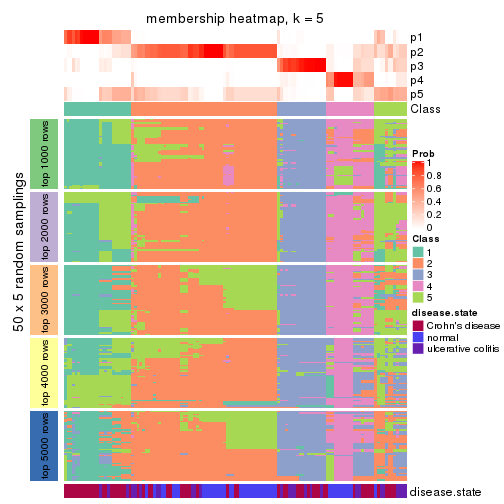 membership heatmap, k = 5
p1
p2
p3
p4
p5
Class
50 x 5 random samplings
top 1000 rows
top 2000 rows
top 3000 rows
top 4000 rows
top 5000 rows
Prob
1
0.8
0.6
0.4
0.2
0
Class
1
2
3
4
5
disease.state
Crohn's disease
normal
ulcerative colitis
disease.state